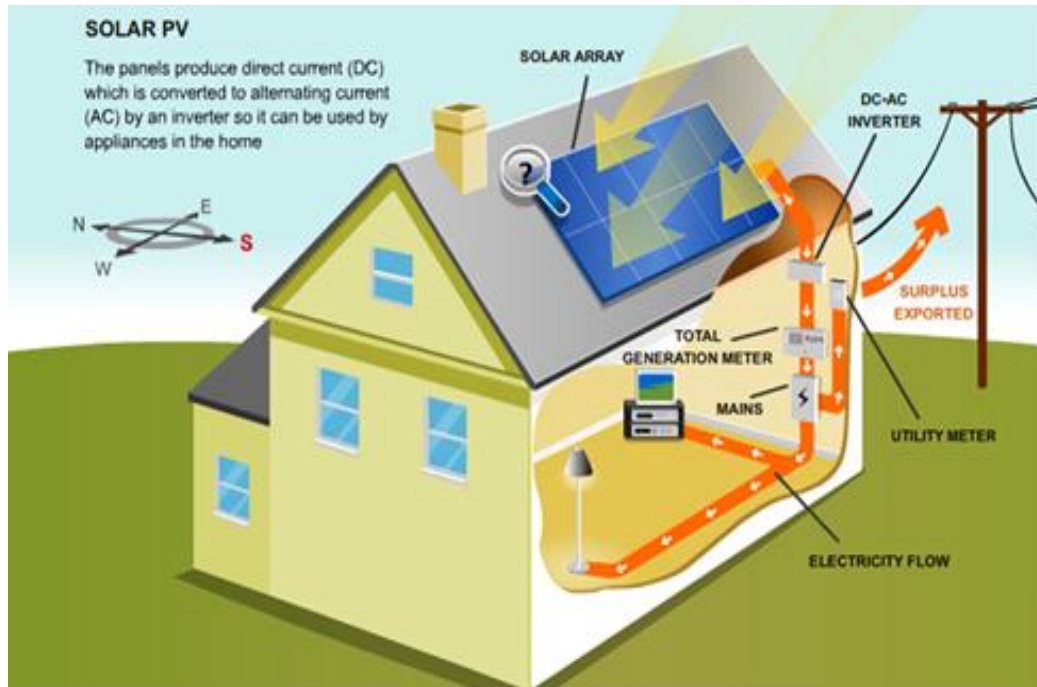 SOLAR PV
The panels produce direct current (DC)
which is converted to alternating current
(AC) by an inverter so it can be used by
appliances in the home
SOLAR ARRAY
DC-AC
INVERTER
?
N
E
S
W
SURPLUS
EXPORTED
TOTAL
GENERATION METER
MAINS
UTILITY METER
ELECTRICITY FLOW